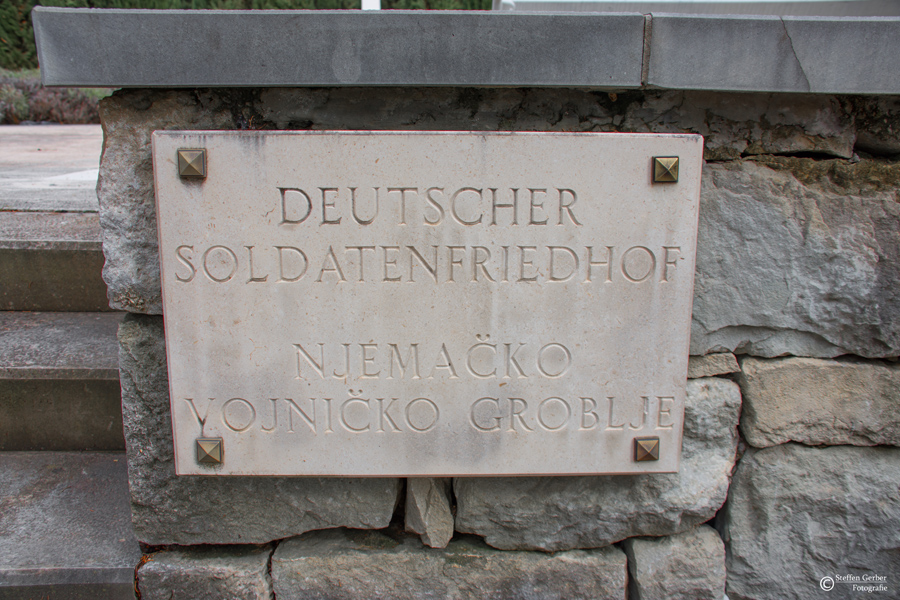 DEUTSCHER
SOLDATENFRIEDHOF
NJEMAČKO
VOJNIČKO GROBLJE
© Steffen Gerber
Fotografie